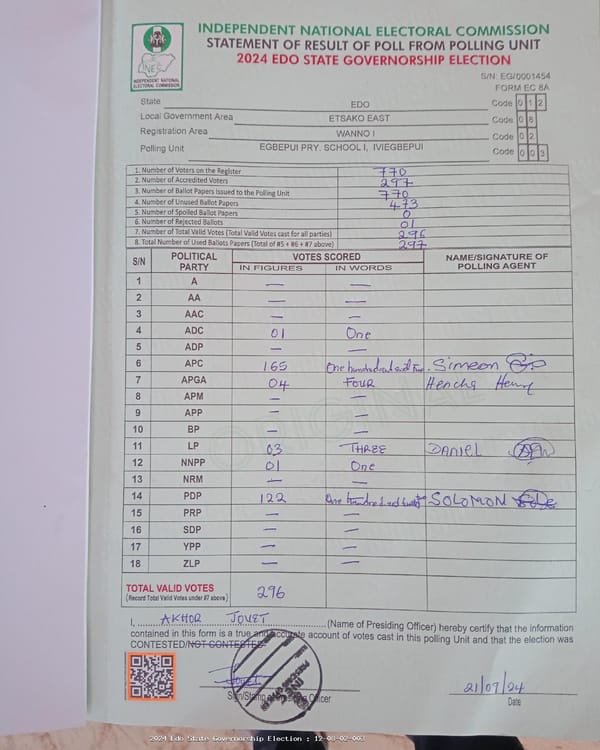 INDEPENDENT NATIONAL ELECTORAL COMMISSION
STATEMENT OF RESULT OF POLL FROM POLLING UNIT
2024 EDO STATE GOVERNORSHIP ELECTION
INEC
INDEPENDENT NATIONAL ELECTORAL COMMISSION
S/N: EG/0001454
FORM EC 8A
State EDO Code 0 1 2
Local Government Area ETSAKO EAST Code 0 8
Registration Area WANNO I Code 0 2
Polling Unit EGBEPUI PRY. SCHOOL I, IVIEGBEPUI Code 0 0 3
1. Number of Voters on the Register 770
2. Number of Accredited Voters 297
3. Number of Ballot Papers Issued to the Polling Unit 770
4. Number of Unused Ballot Papers 473
5. Number of Spoiled Ballot Papers 0
6. Number of Rejected Ballots 01
7. Number of Total Valid Votes (Total Valid Votes cast for all parties) 296
8. Total Number of Used Ballots Papers (Total of #5 + #6 + #7 above) 297
S/N POLITICAL PARTY VOTES SCORED NAME/SIGNATURE OF POLLING AGENT
IN FIGURES IN WORDS
1 A — —
2 AA — —
3 AAC — —
4 ADC 01 One
5 ADP — —
6 APC 165 One hundred and Simeon
7 APGA 04 FOUR Henry
8 APM — —
9 APP — —
10 BP — —
11 LP 03 THREE DANIEL
12 NNPP 01 One
13 NRM — —
14 PDP 122 One hundred and SOLOMON
15 PRP — —
16 SDP — —
17 YPP — —
18 ZLP — —
TOTAL VALID VOTES 296
(Record Total Valid Votes under #7 above)
I, AKHOR JOVET (Name of Presiding Officer) hereby certify that the information
contained in this form is a true and accurate account of votes cast in this polling Unit and that the election was
CONTESTED/NOT CONTESTED
Sign/Stamp of Presiding Officer
21/09/24
Date
2024 Edo State Governorship Election : 12-08-02-003